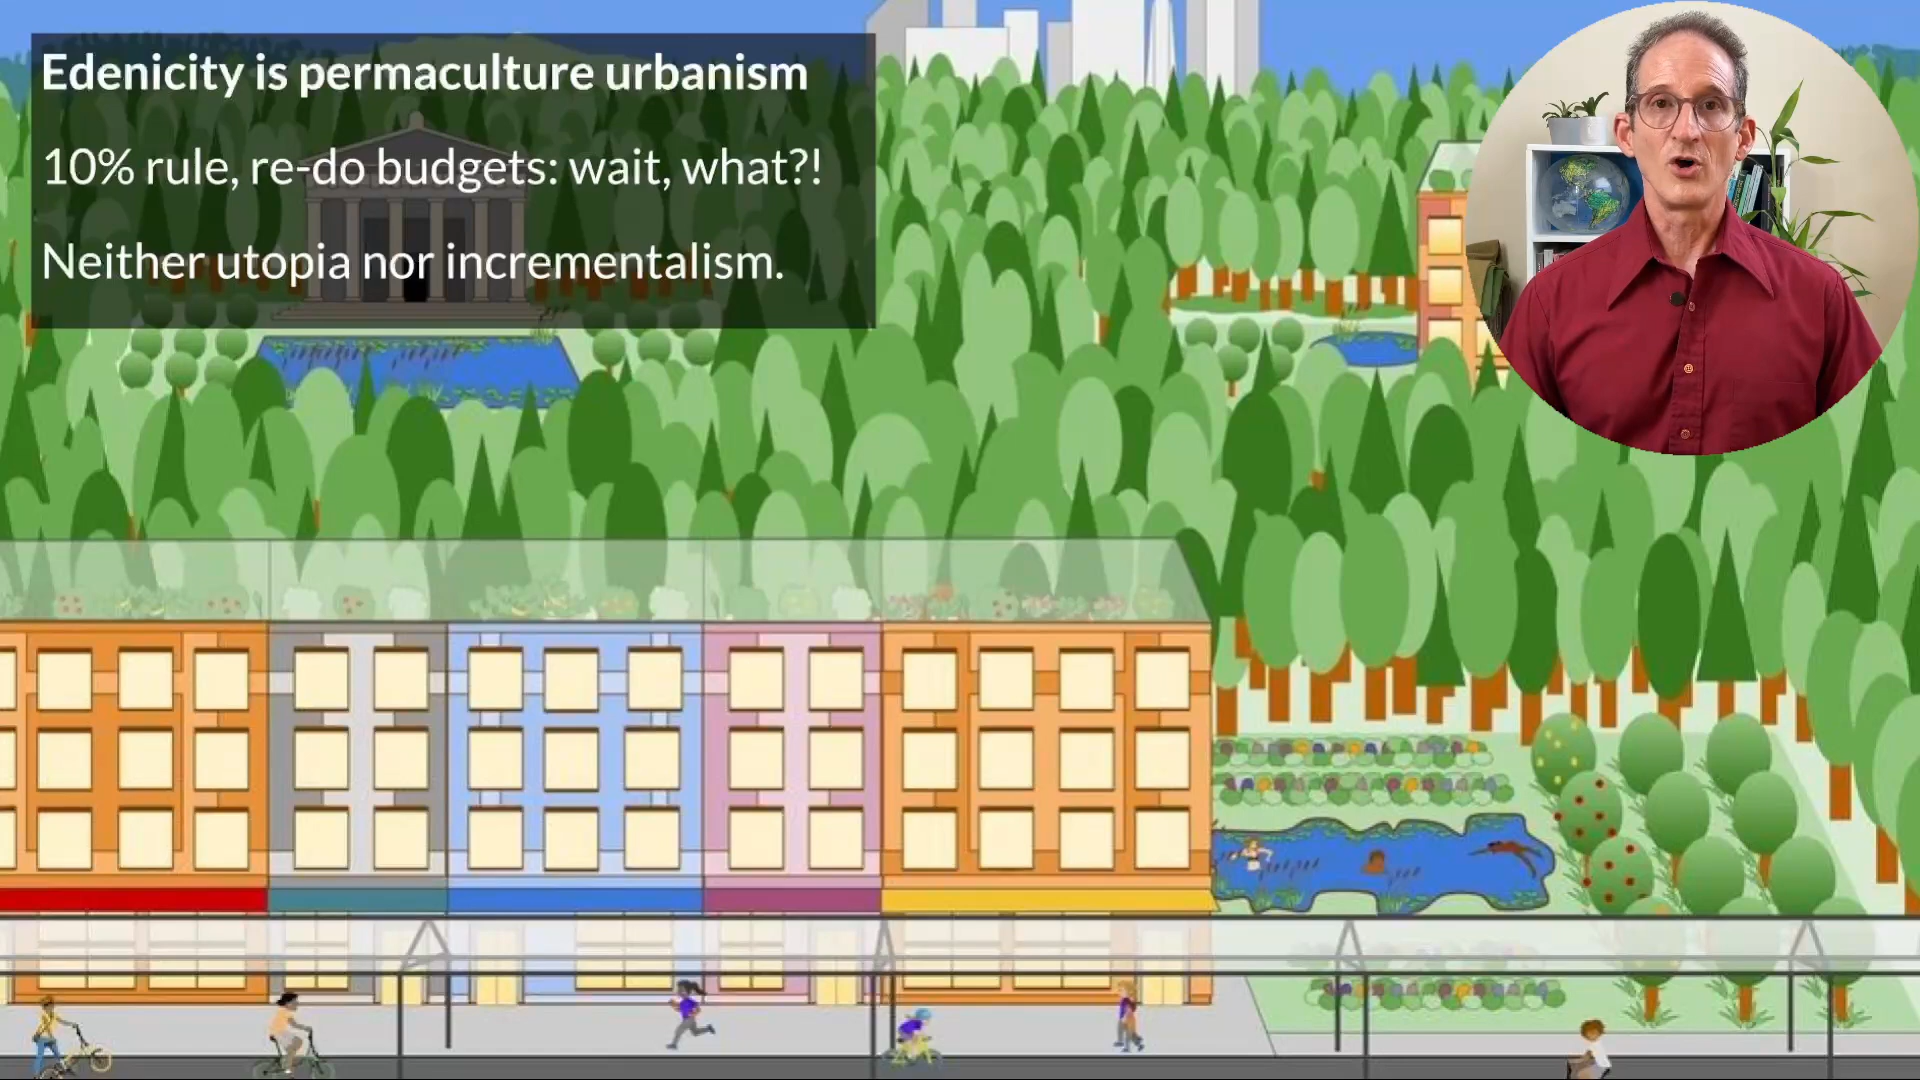 Edenicity is permaculture urbanism
10% rule, re-do budgets: wait, what?!
Neither utopia nor incrementalism.